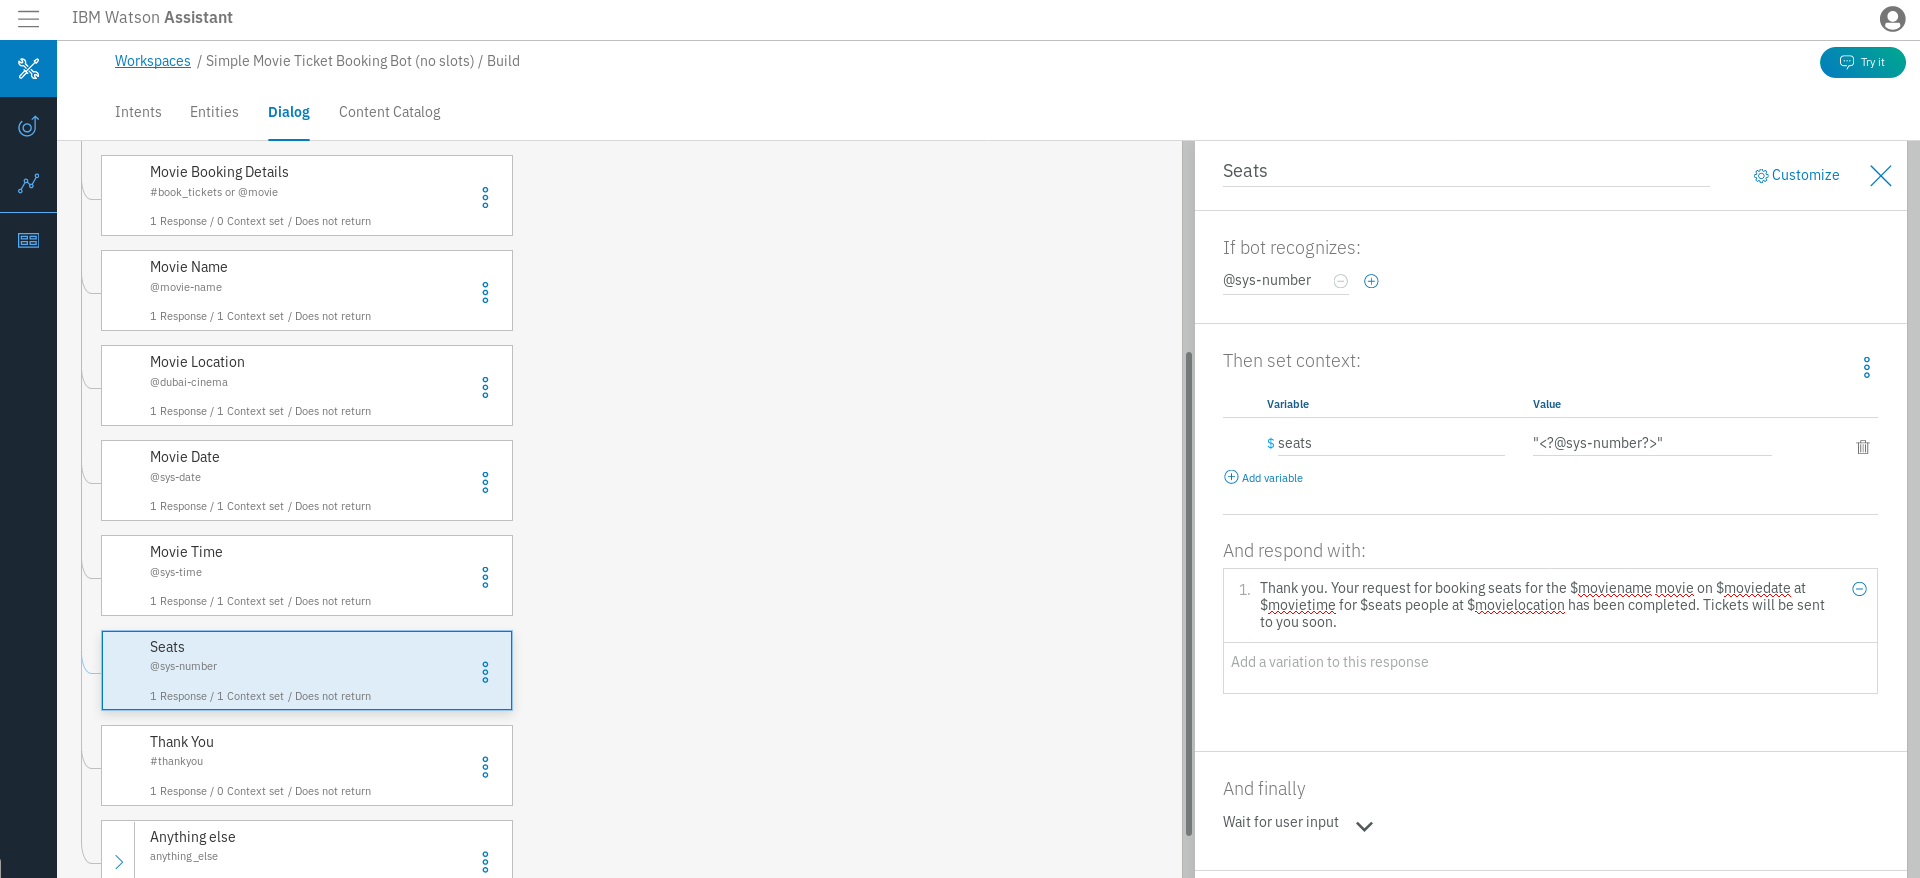 IBM Watson Assistant
Workspaces / Simple Movie Ticket Booking Bot (no slots) / Build
Try it
Intents Entities Dialog Content Catalog
Movie Booking Details
#book_tickets or @movie
1 Response / 0 Context set / Does not return
Movie Name
@movie-name
1 Response / 1 Context set / Does not return
Movie Location
@dubai-cinema
1 Response / 1 Context set / Does not return
Movie Date
@sys-date
1 Response / 1 Context set / Does not return
Movie Time
@sys-time
1 Response / 1 Context set / Does not return
Seats
@sys-number
1 Response / 1 Context set / Does not return
Thank You
#thankyou
1 Response / 0 Context set / Does not return
Anything else
anything_else
Seats
Customize
If bot recognizes:
@sys-number
Then set context:
Variable Value
$ seats "<?@sys-number?>"
Add variable
And respond with:
1. Thank you. Your request for booking seats for the $moviename movie on $moviedate at
$movietime for $seats people at $movielocation has been completed. Tickets will be sent
to you soon.
Add a variation to this response
And finally
Wait for user input